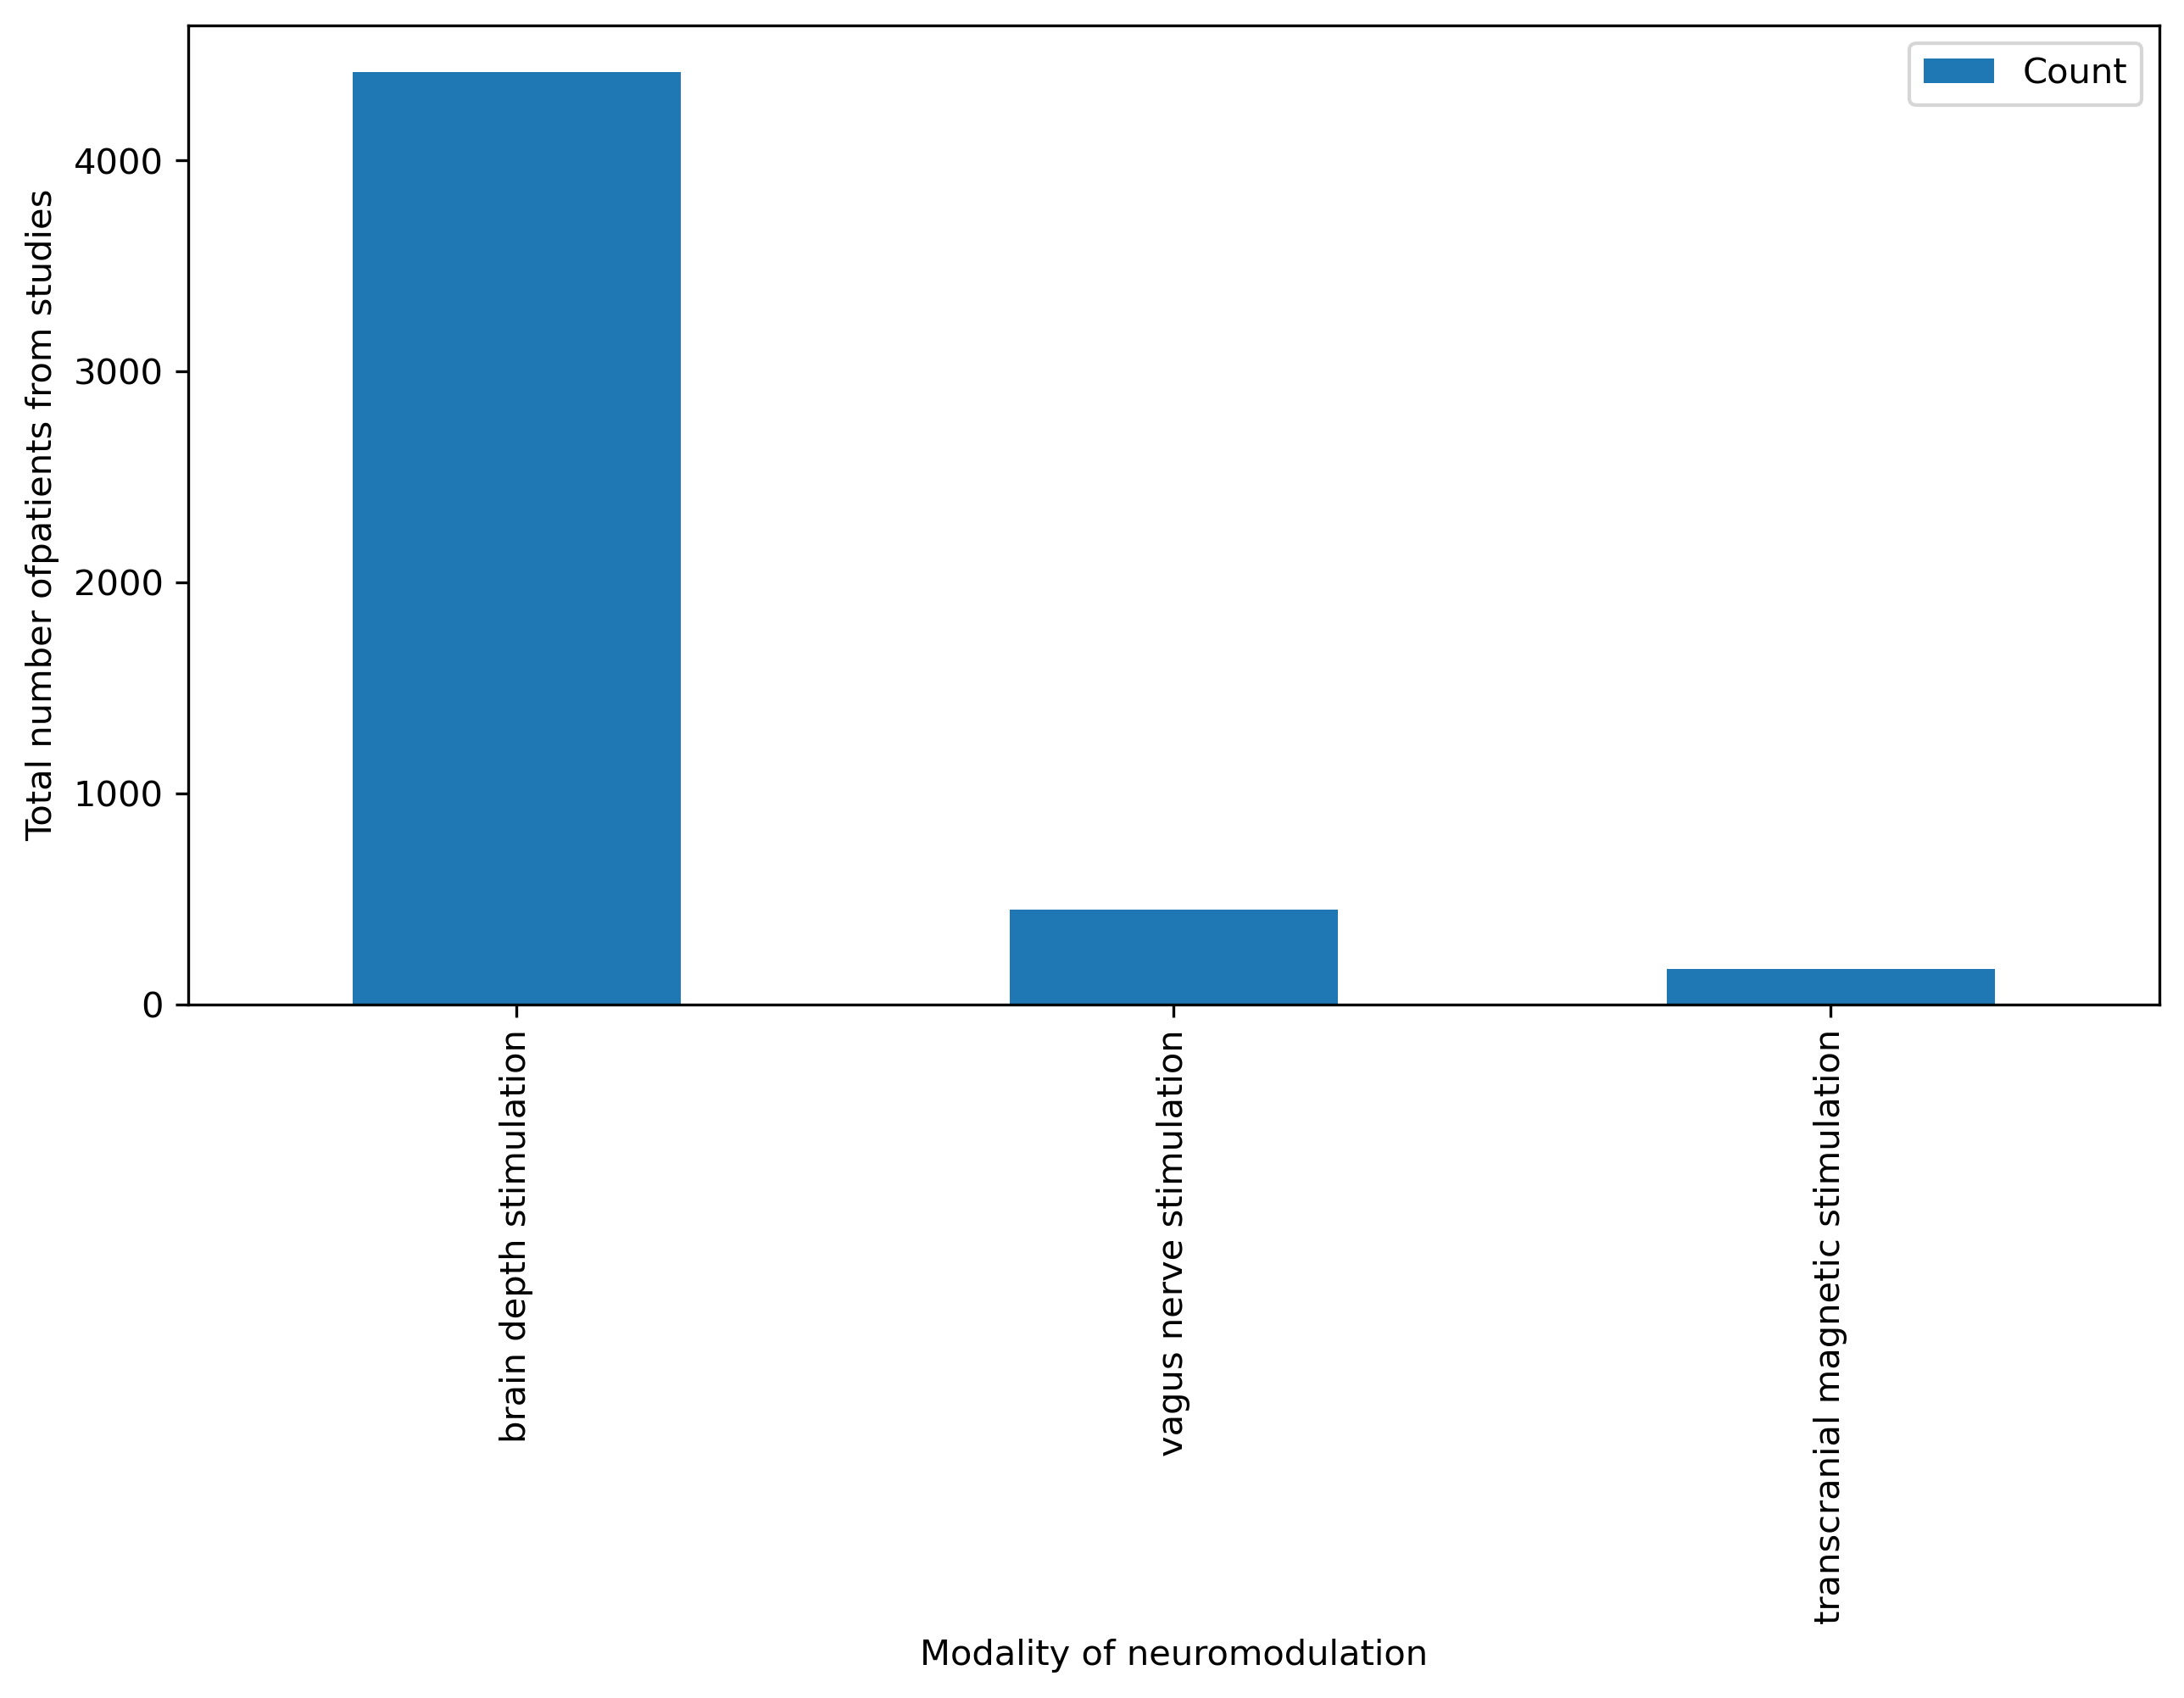 Count
Total number ofpatients from studies
4000
3000
2000
1000
0
brain depth stimulation
vagus nerve stimulation
transcranial magnetic stimulation
Modality of neuromodulation